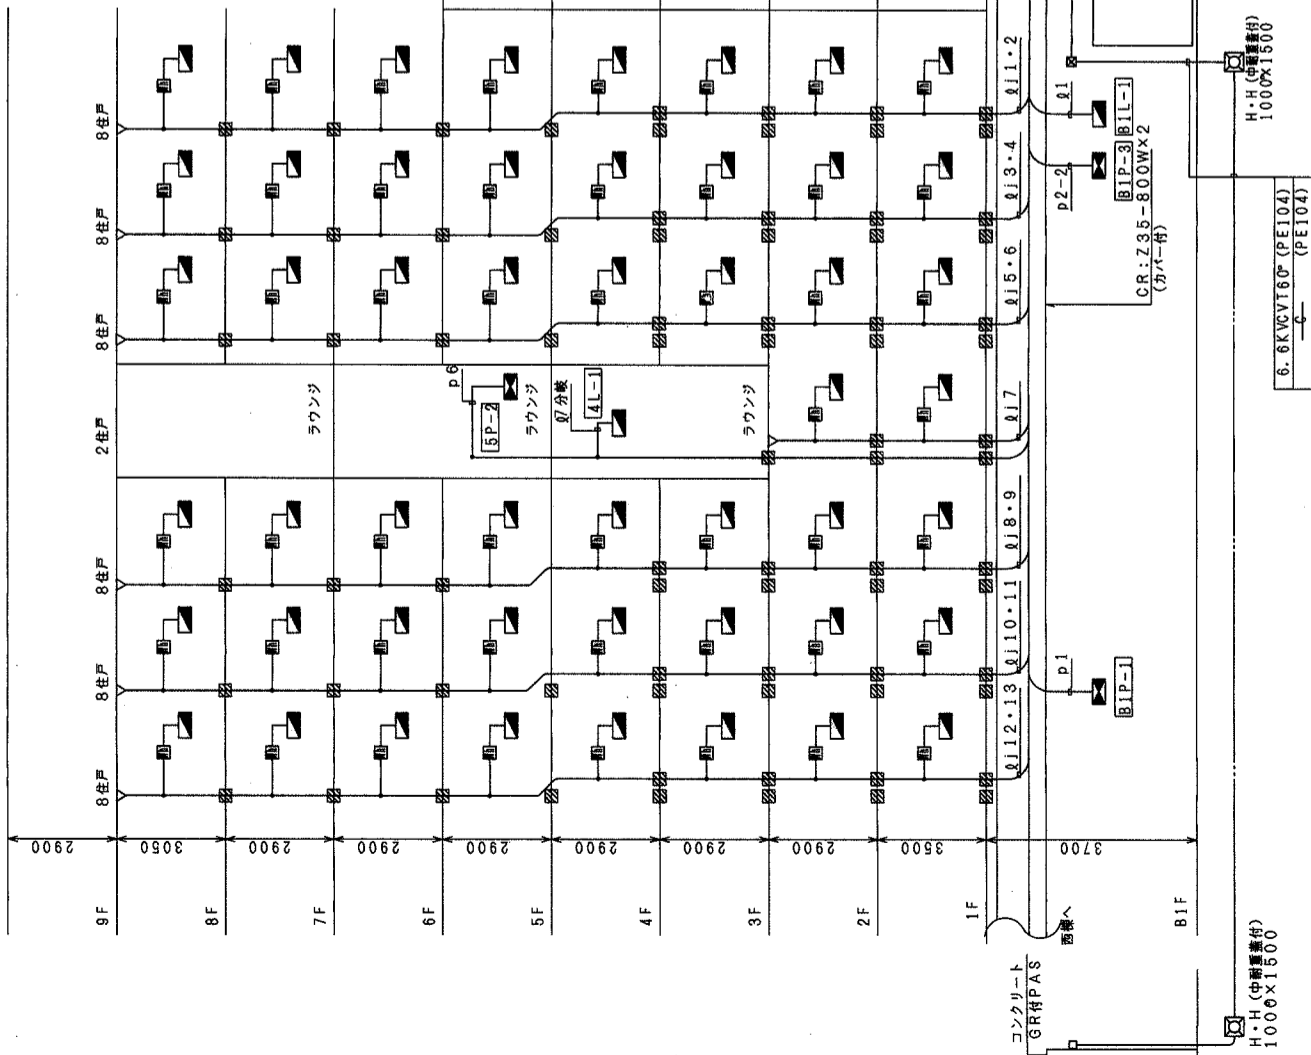 8住戸
8住戸
8住戸
2住戸
8住戸
8住戸
8住戸
ラウンジ
ラウンジ
ラウンジ
p6
5P-2
ℓ7分岐
4L-1
ℓj1・2
ℓj3・4
ℓj5・6
ℓj7
ℓj8・9
ℓj10・11
ℓj12・13
ℓ1
B1L-1
p2-2
B1P-3
p1
B1P-1
CR:Z35-800W×2
(カバー付)
6.6KVCVT60° (PE104)
C (PE104)
H・H (中耐重蓋付)
1000×1500
H・H (中耐重蓋付)
1000×1500
2900
3050
2900
2900
2900
2900
2900
2900
3500
3700
9F
8F
7F
6F
5F
4F
3F
2F
1F
B1F
西棟へ
コンクリート
GR付PAS